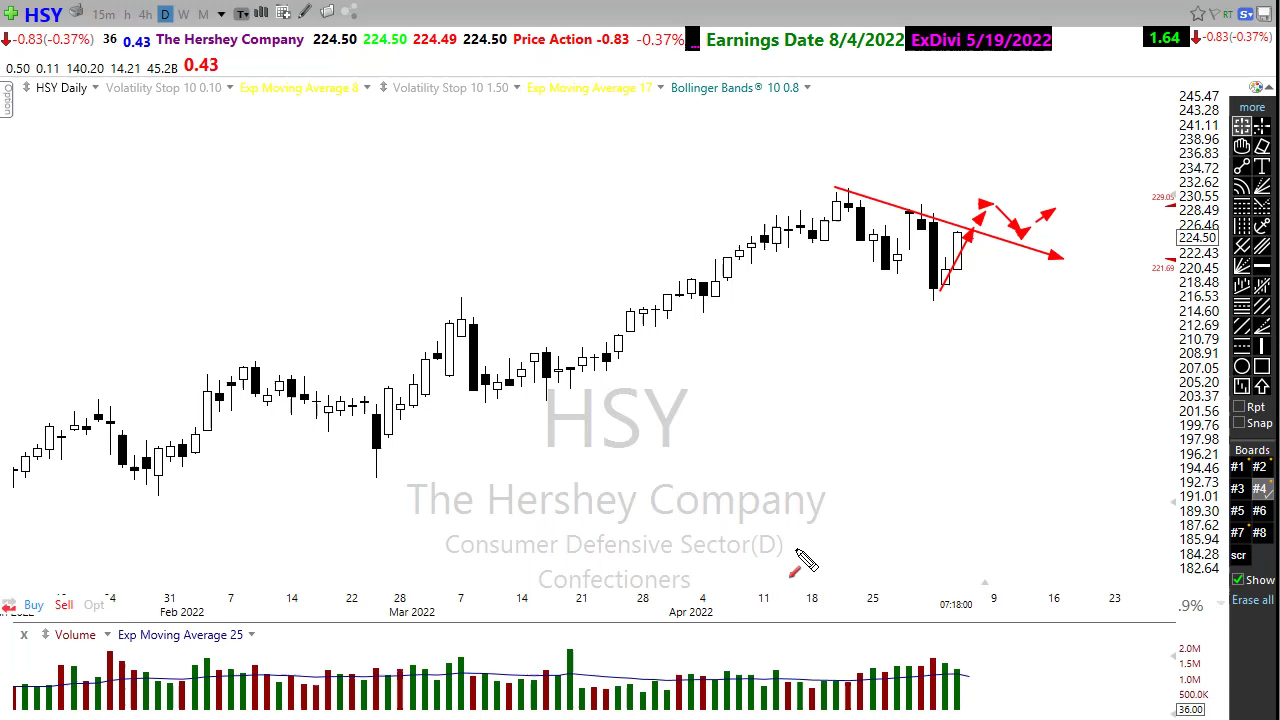 HSY 15m h 4h D W M T RT S
-0.83(-0.37%) 36 0.43 The Hershey Company 224.50 224.50 224.49 224.50 Price Action -0.83 -0.37% ... Earnings Date 8/4/2022 ExDivi 5/19/2022 1.64 -0.83(-0.37%)
0.50 0.11 140.20 14.21 45.2B 0.43
Option
HSY Daily Volatility Stop 10 0.10 Exp Moving Average 8 Volatility Stop 10 1.50 Exp Moving Average 17 Bollinger Bands® 10 0.8
245.47
243.28
241.11
238.96
236.83
234.72
232.62
230.55
229.05
228.49
226.46
224.50
222.43
221.69
220.45
218.48
216.53
214.60
212.69
210.79
208.91
207.05
205.20
203.37
201.56
199.76
197.98
196.21
194.46
192.73
191.01
189.30
187.62
185.94
184.28
182.64
.9%
HSY
The Hershey Company
Consumer Defensive Sector(D)
Confectioners
more
T
Rpt
Snap
Boards
#1 #2
#3 #4
#5 #6
#7 #8
scr
Show
Erase all
24 31 7 14 22 28 7 14 21 28 4 11 18 25 07:18:00 9 16 23
2022 Feb 2022 Mar 2022 Apr 2022
Buy Sell Opt
X Volume Exp Moving Average 25
2.0M
1.5M
1.0M
500.0K
36.00